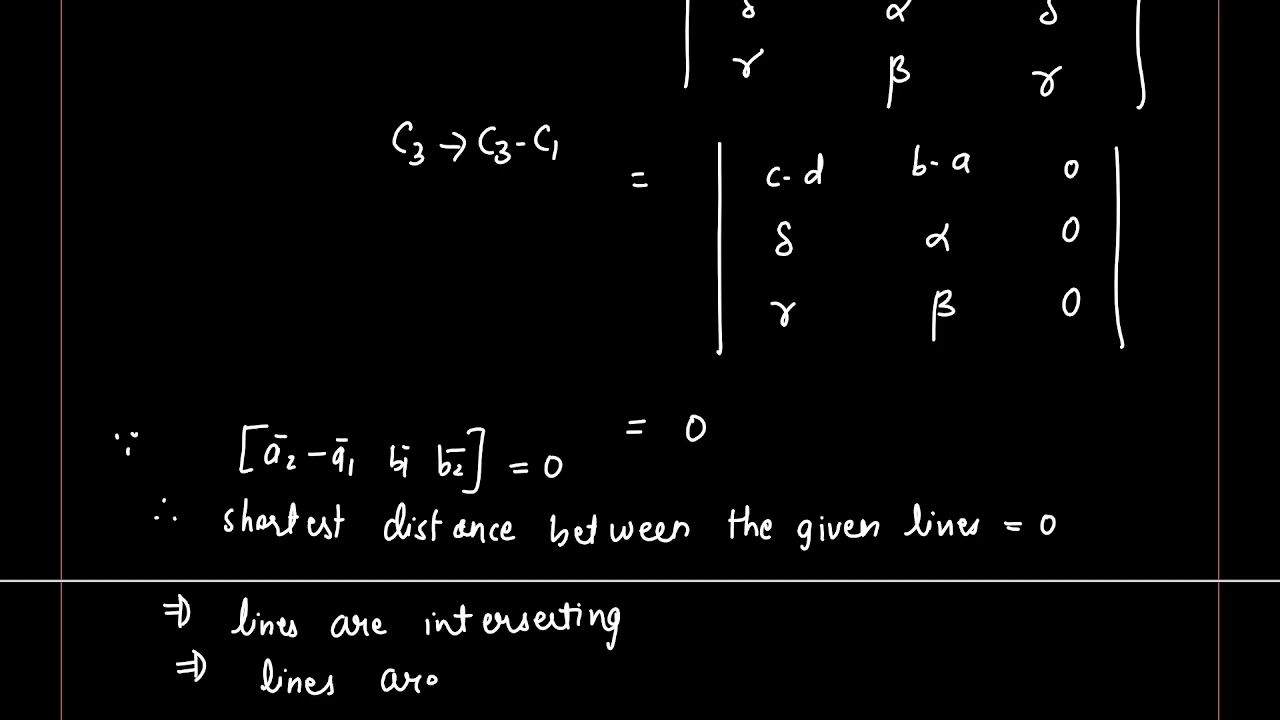 δ α δ
γ β γ
C₃ → C₃ - C₁
= | c-d b-a 0 |
δ α 0
γ β 0
= 0
∵ [ā₂ - ā₁ b̄₁ b̄₂] = 0
∴ shortest distance between the given lines = 0
⇒ lines are interseting
⇒ lines are